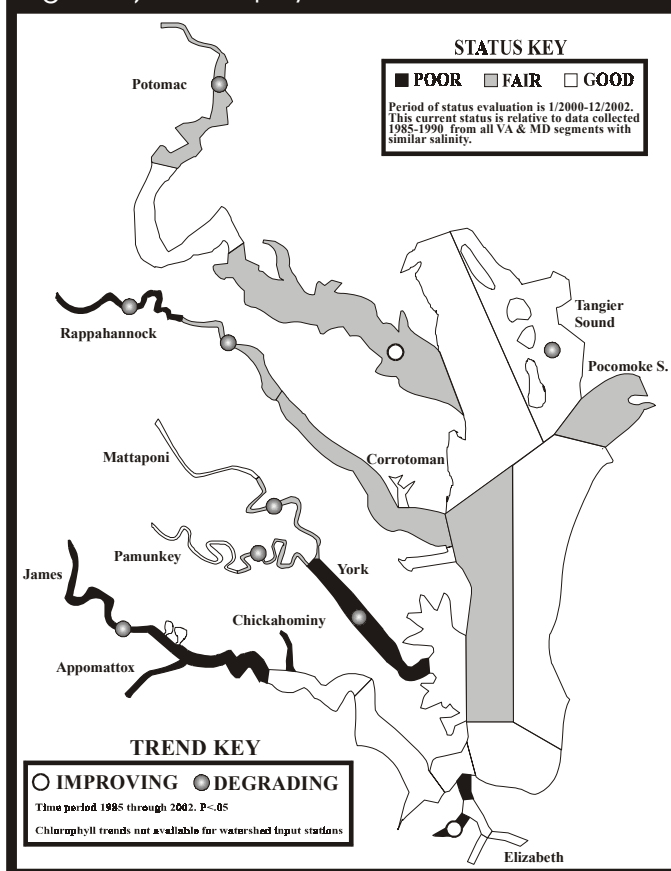 STATUS KEY
POOR FAIR GOOD
Period of status evaluation is 1/2000-12/2002.
This current status is relative to data collected
1985-1990 from all VA & MD segments with
similar salinity.
Potomac
Tangier
Sound
Rappahannock
Pocomoke S.
Mattaponi
Corrotoman
Pamunkey
York
James
Chickahominy
Appomattox
TREND KEY
IMPROVING DEGRADING
Time period 1985 through 2002. P<.05
Chlorophyll trends not available for watershed input stations
Elizabeth